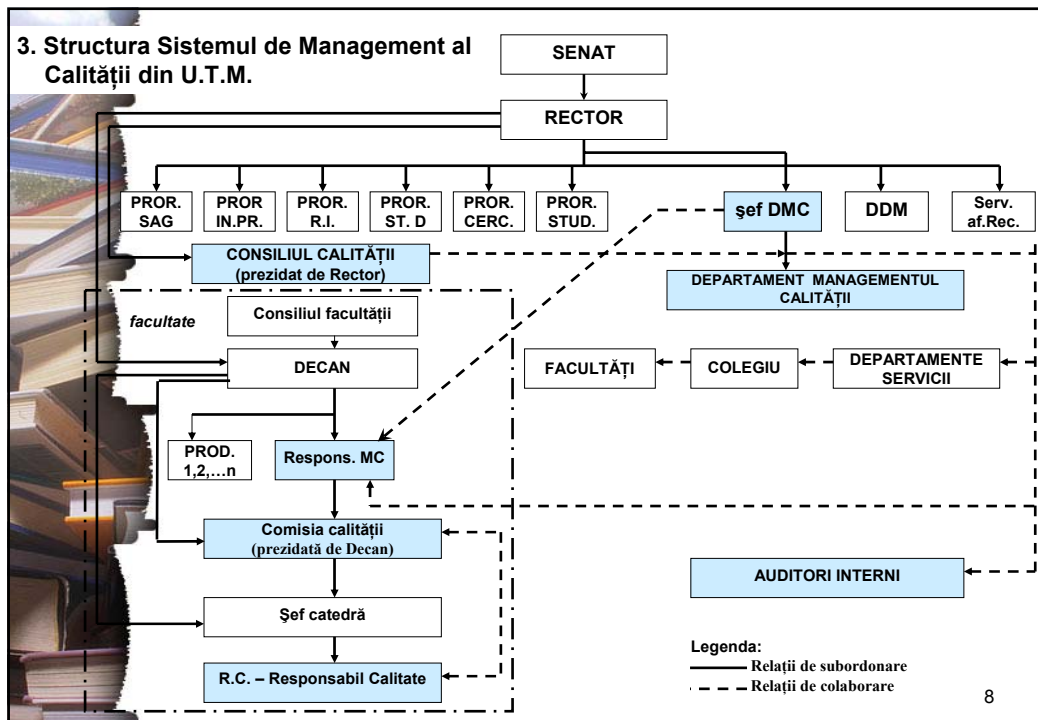 3. Structura Sistemul de Management al
Calității din U.T.M.
SENAT
RECTOR
PROR.
SAG
PROR
IN.PR.
PROR.
R.I.
PROR.
ST. D
PROR.
CERC.
PROR.
STUD.
şef DMC
DDM
Serv.
af.Rec.
CONSILIUL CALITĂȚII
(prezidat de Rector)
DEPARTAMENT MANAGEMENTUL
CALITĂȚII
facultate
Consiliul facultății
DECAN
FACULTĂȚI
COLEGIU
DEPARTAMENTE
SERVICII
PROD.
1,2,…n
Respons. MC
Comisia calității
(prezidată de Decan)
AUDITORI INTERNI
Şef catedră
R.C. – Responsabil Calitate
Legenda:
Relații de subordonare
Relații de colaborare
8